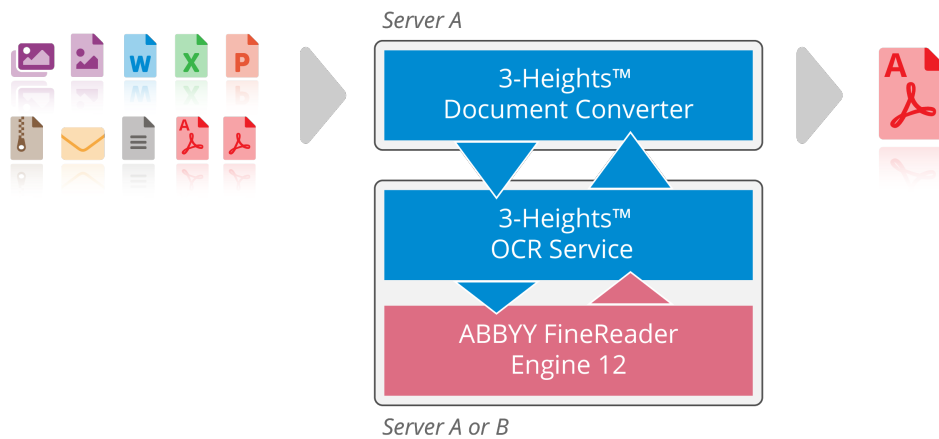 Server A
W X P
A
3-Heights™
Document Converter
A
3-Heights™
OCR Service
ABBYY FineReader
Engine 12
Server A or B